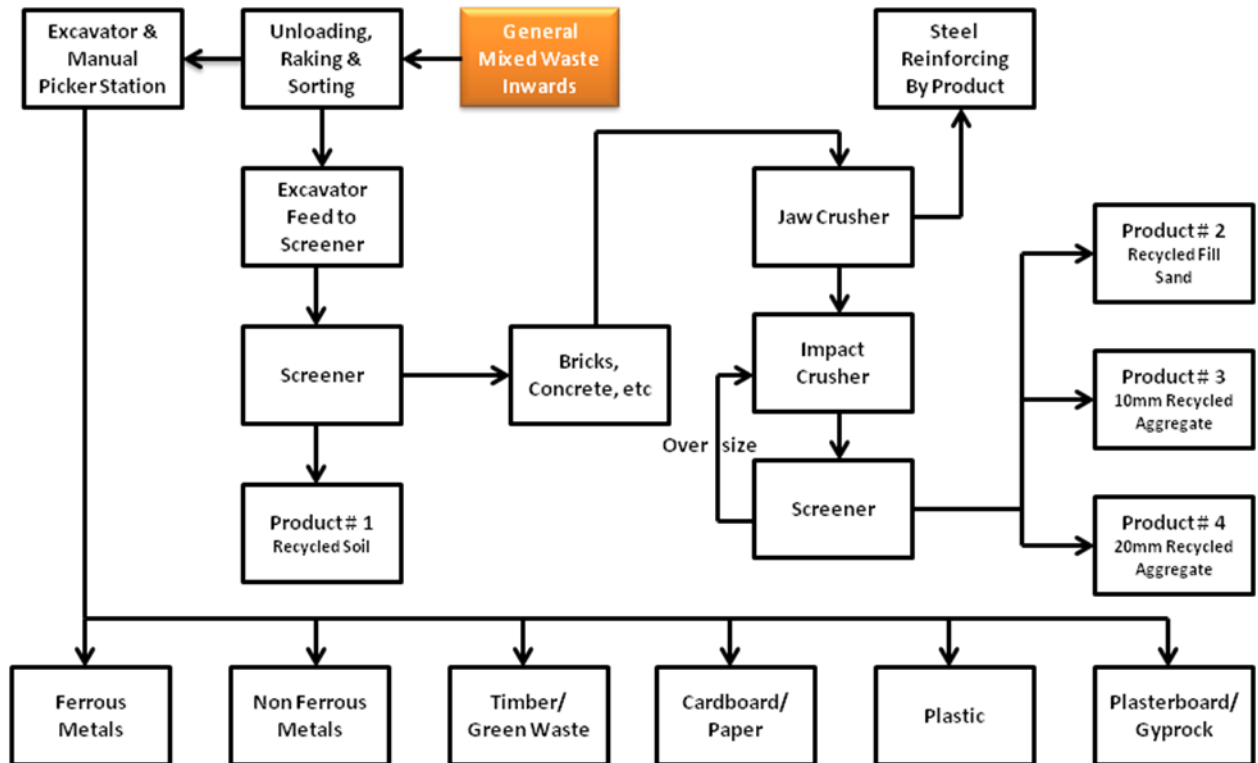 Excavator &
Manual
Picker Station
Unloading,
Raking &
Sorting
General
Mixed Waste
Inwards
Steel
Reinforcing
By Product
Excavator
Feed to
Screener
Jaw Crusher
Product # 2
Recycled Fill
Sand
Screener
Bricks,
Concrete, etc
Impact
Crusher
Product # 3
10mm Recycled
Aggregate
Over size
Product # 1
Recycled Soil
Screener
Product # 4
20mm Recycled
Aggregate
Ferrous
Metals
Non Ferrous
Metals
Timber/
Green Waste
Cardboard/
Paper
Plastic
Plasterboard/
Gyprock